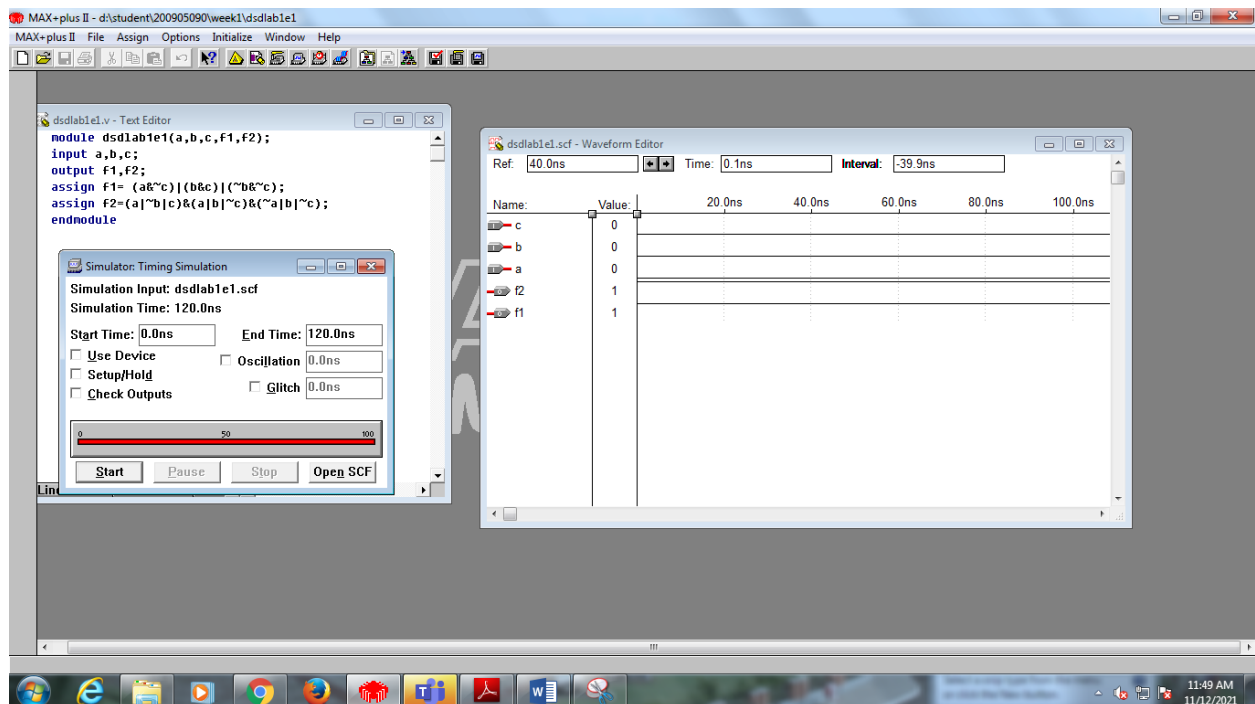 MAX+plus II - d:\student\200905090\week1\dsdlab1e1
MAX+plus II File Assign Options Initialize Window Help
dsdlab1e1.v - Text Editor
module dsdlab1e1(a,b,c,f1,f2);
input a,b,c;
output f1,f2;
assign f1= (a&~c)|(b&c)|(~b&~c);
assign f2=(a|~b|c)&(a|b|~c)&(~a|b|~c);
endmodule
Simulator: Timing Simulation
Simulation Input: dsdlab1e1.scf
Simulation Time: 120.0ns
Start Time: 0.0ns End Time: 120.0ns
Use Device
Oscillation 0.0ns
Setup/Hold
Glitch 0.0ns
Check Outputs
0 50 100
Start Pause Stop Open SCF
dsdlab1e1.scf - Waveform Editor
Ref: 40.0ns Time: 0.1ns Interval: -39.9ns
Name: Value: 20.0ns 40.0ns 60.0ns 80.0ns 100.0ns
c 0
b 0
a 0
f2 1
f1 1
11:49 AM
11/12/2021